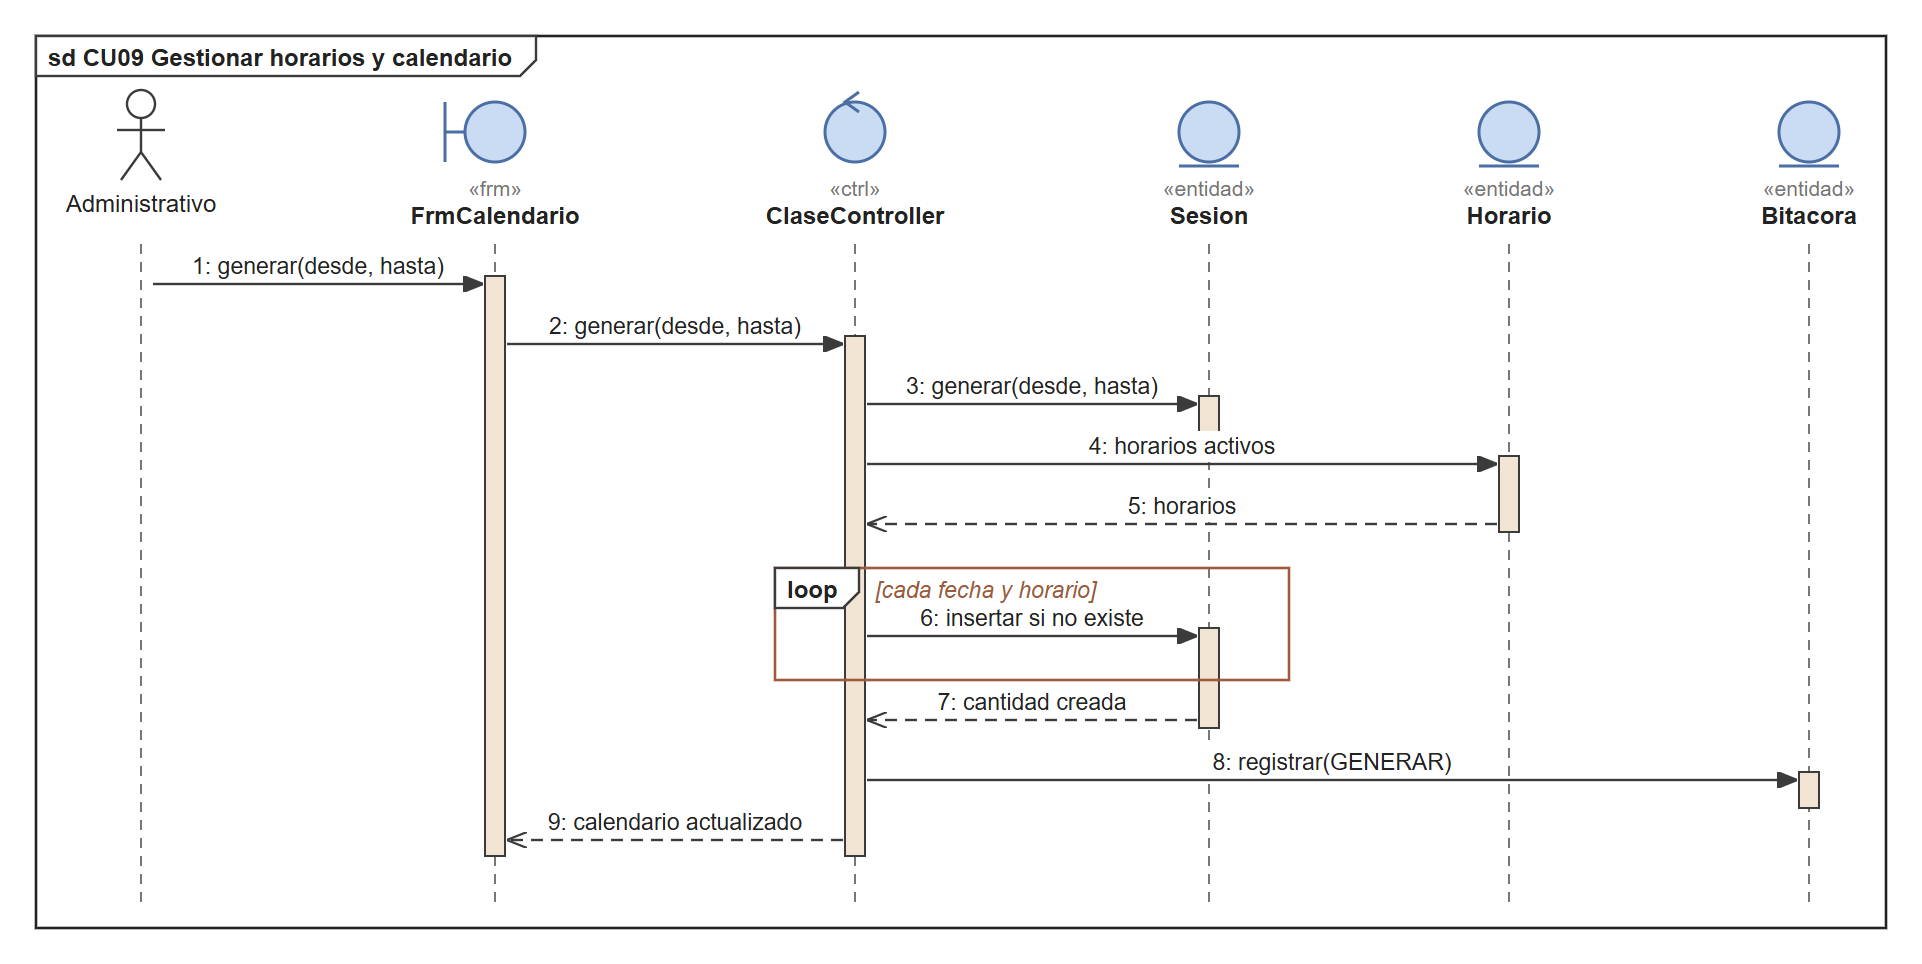 sd CU09 Gestionar horarios y calendario
Administrativo
«frm»
FrmCalendario
«ctrl»
ClaseController
«entidad»
Sesion
«entidad»
Horario
«entidad»
Bitacora
1: generar(desde, hasta)
2: generar(desde, hasta)
3: generar(desde, hasta)
4: horarios activos
5: horarios
loop
[cada fecha y horario]
6: insertar si no existe
7: cantidad creada
8: registrar(GENERAR)
9: calendario actualizado